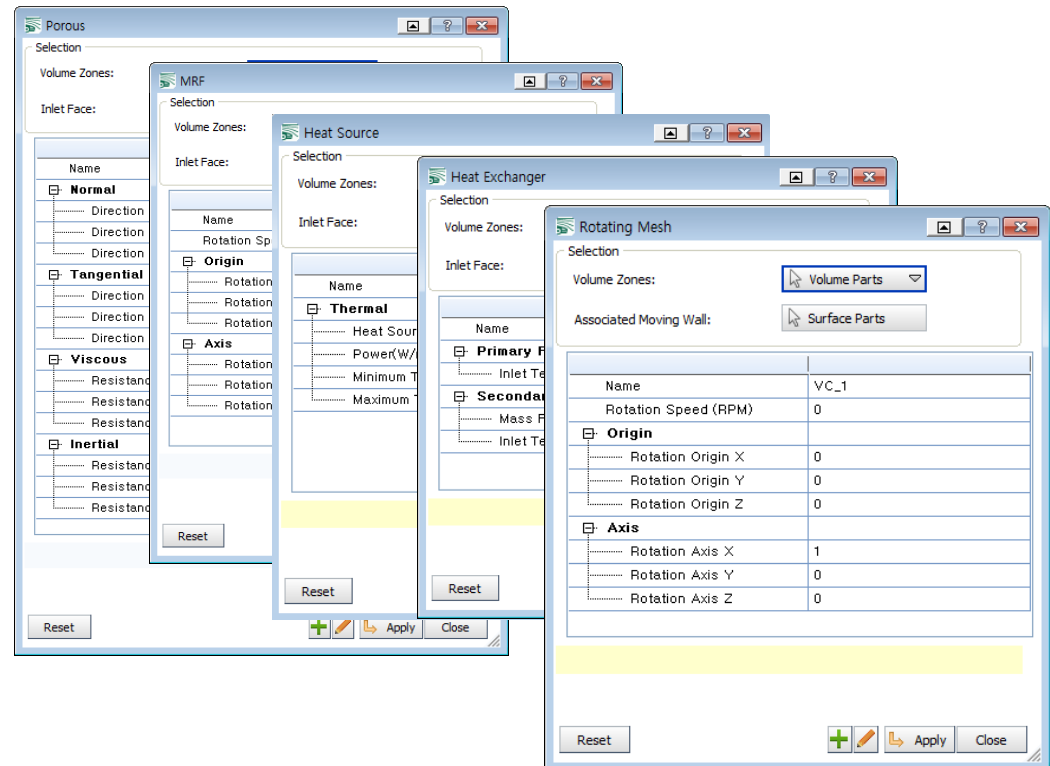 Porous
Selection
Volume Zones:
Inlet Face:
Name
Normal
Direction
Direction
Direction
Tangential
Direction
Direction
Direction
Viscous
Resistanc
Resistanc
Resistanc
Inertial
Resistanc
Resistanc
Resistanc
Reset
Apply
Close
MRF
Selection
Volume Zones:
Inlet Face:
Name
Rotation Sp
Origin
Rotation
Rotation
Rotation
Axis
Rotation
Rotation
Rotation
Reset
Heat Source
Selection
Volume Zones:
Inlet Face:
Name
Thermal
Heat Sour
Power(W/
Minimum T
Maximum T
Reset
Heat Exchanger
Selection
Volume Zones:
Inlet Face:
Name
Primary F
Inlet Te
Seconda
Mass F
Inlet Te
Reset
Rotating Mesh
Selection
Volume Zones: Volume Parts
Associated Moving Wall: Surface Parts
Name VC_1
Rotation Speed (RPM) 0
Origin
Rotation Origin X 0
Rotation Origin Y 0
Rotation Origin Z 0
Axis
Rotation Axis X 1
Rotation Axis Y 0
Rotation Axis Z 0
Reset Apply Close